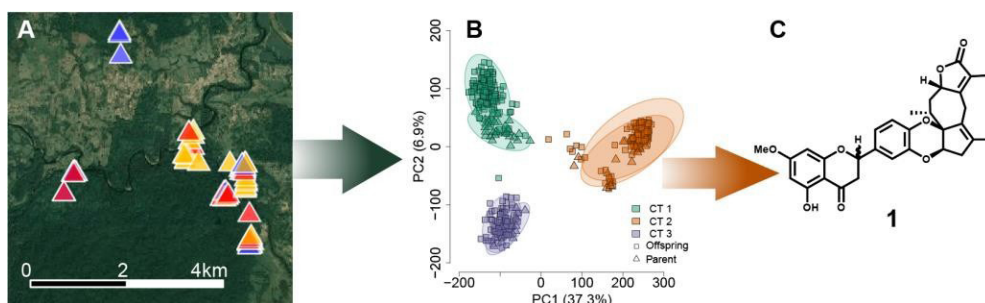 A
0 2 4km
B
200
100
0
−100
−200
PC2 (6.9%)
−200 −100 0 100 200 300
PC1 (37.3%)
CT 1
CT 2
CT 3
Offspring
Parent
C
O
O
H
O
O
MeO
O
O
H
OH
O
1